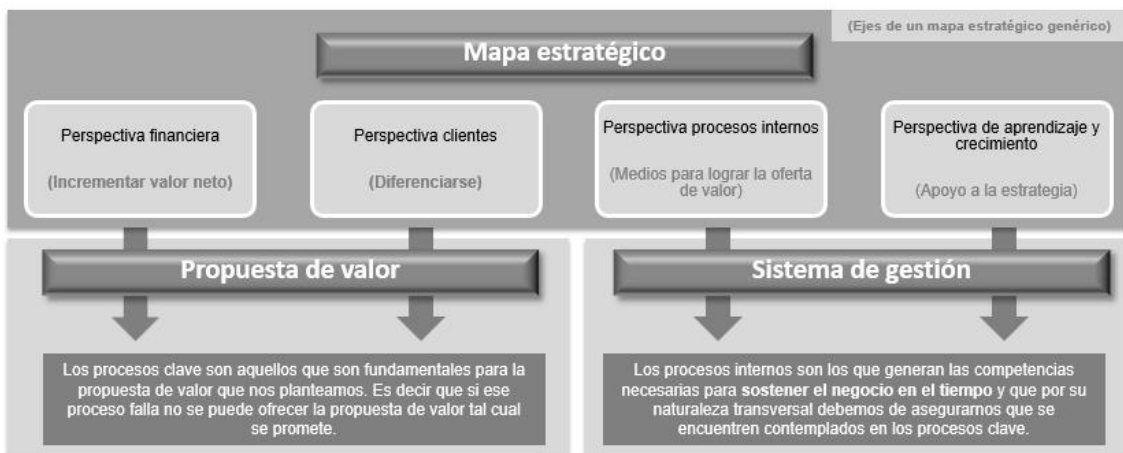 (Ejes de un mapa estratégico genérico)
Mapa estratégico
Perspectiva financiera
(Incrementar valor neto)
Perspectiva clientes
(Diferenciarse)
Perspectiva procesos internos
(Medios para lograr la oferta
de valor)
Perspectiva de aprendizaje y
crecimiento
(Apoyo a la estrategia)
Propuesta de valor
Los procesos clave son aquellos que son fundamentales para la
propuesta de valor que nos planteamos. Es decir que si ese
proceso falla no se puede ofrecer la propuesta de valor tal cual
se promete.
Sistema de gestión
Los procesos internos son los que generan las competencias
necesarias para sostener el negocio en el tiempo y que por su
naturaleza transversal debemos de asegurarnos que se
encuentren contemplados en los procesos clave.